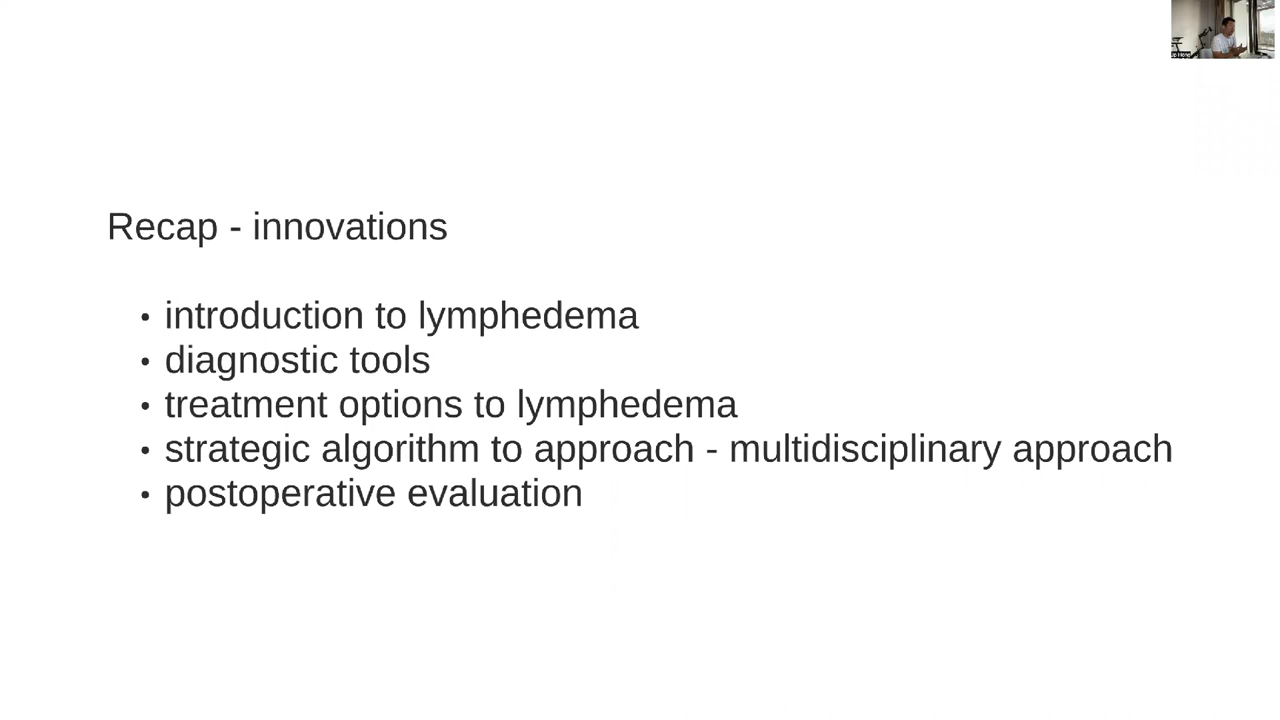 Recap - innovations
• introduction to lymphedema
• diagnostic tools
• treatment options to lymphedema
• strategic algorithm to approach - multidisciplinary approach
• postoperative evaluation